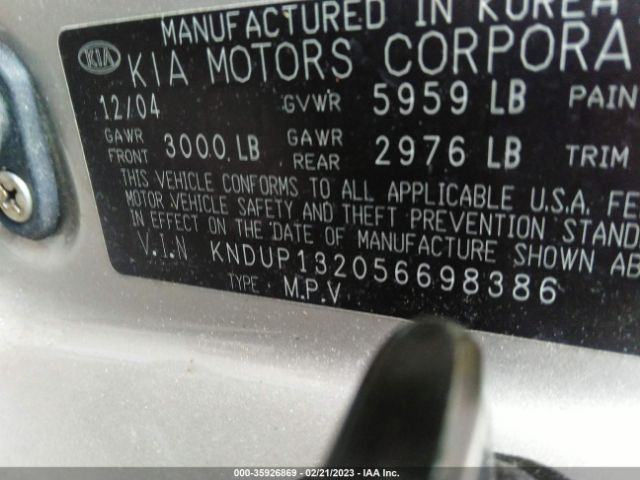 MANUFACTURED IN KOREA
KIA KIA MOTORS CORPORA
12/04 GVWR 5959 LB PAIN
GAWR FRONT 3000 LB GAWR REAR 2976 LB TRIM
THIS VEHICLE CONFORMS TO ALL APPLICABLE U.S.A. FE
MOTOR VEHICLE SAFETY AND THEFT PREVENTION STAND
IN EFFECT ON THE DATE OF MANUFACTURE SHOWN AB
V.I.N KNDUP132056698386
TYPE : M.P.V
000-35926869 - 02/21/2023 - IAA Inc.